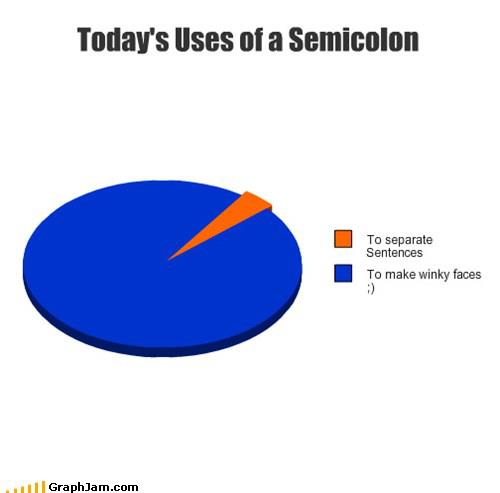 Today's Uses of a Semicolon
To separate
Sentences
To make winky faces
;)
GraphJam.com